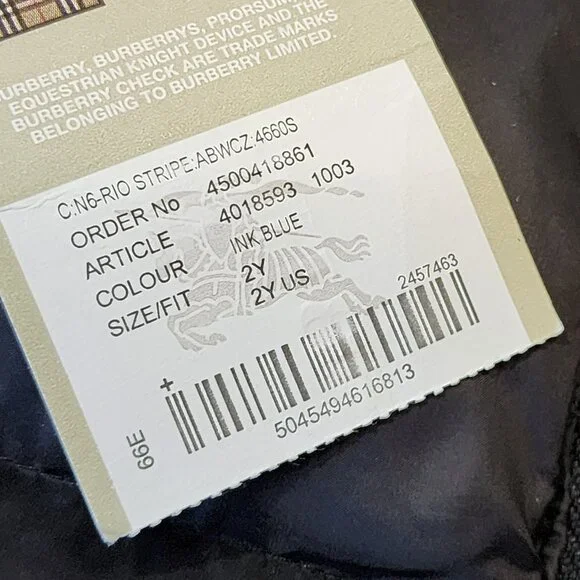 BURBERRY, BURBERRYS, PRORSUM,
EQUESTRIAN KNIGHT DEVICE AND THE
BURBERRY CHECK ARE TRADE MARKS
BELONGING TO BURBERRY LIMITED.
C:N6-RIO STRIPE:ABWCZ:4660S
ORDER No 4500418861
ARTICLE 4018593 1003
COLOUR INK BLUE
SIZE/FIT 2Y
2Y US
2457463
+
66E
5045494616813